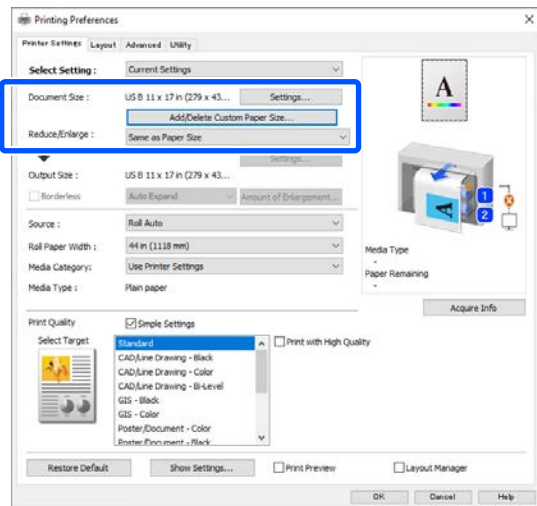 Printing Preferences
Printer Settings Layout Advanced Utility
Select Setting : Current Settings
Document Size : US B 11 x 17 in (279 x 43... Settings...
Add/Delete Custom Paper Size...
Reduce/Enlarge : Same as Paper Size
Settings...
Output Size : US B 11 x 17 in (279 x 43...
Borderless Auto Expand Amount of Enlargement...
Source : Roll Auto
Roll Paper Width : 44 in (1118 mm)
Media Category: Use Printer Settings
Media Type : Plain paper
Print Quality Simple Settings
Select Target
Standard
CAD/Line Drawing - Black
CAD/Line Drawing - Color
CAD/Line Drawing - Bi-Level
GIS - Black
GIS - Color
Poster/Document - Color
Poster/Document - Black
Print with High Quality
A
A
1
2
Media Type
-
Paper Remaining
-
Acquire Info
Restore Default Show Settings... Print Preview Layout Manager
OK Cancel Help